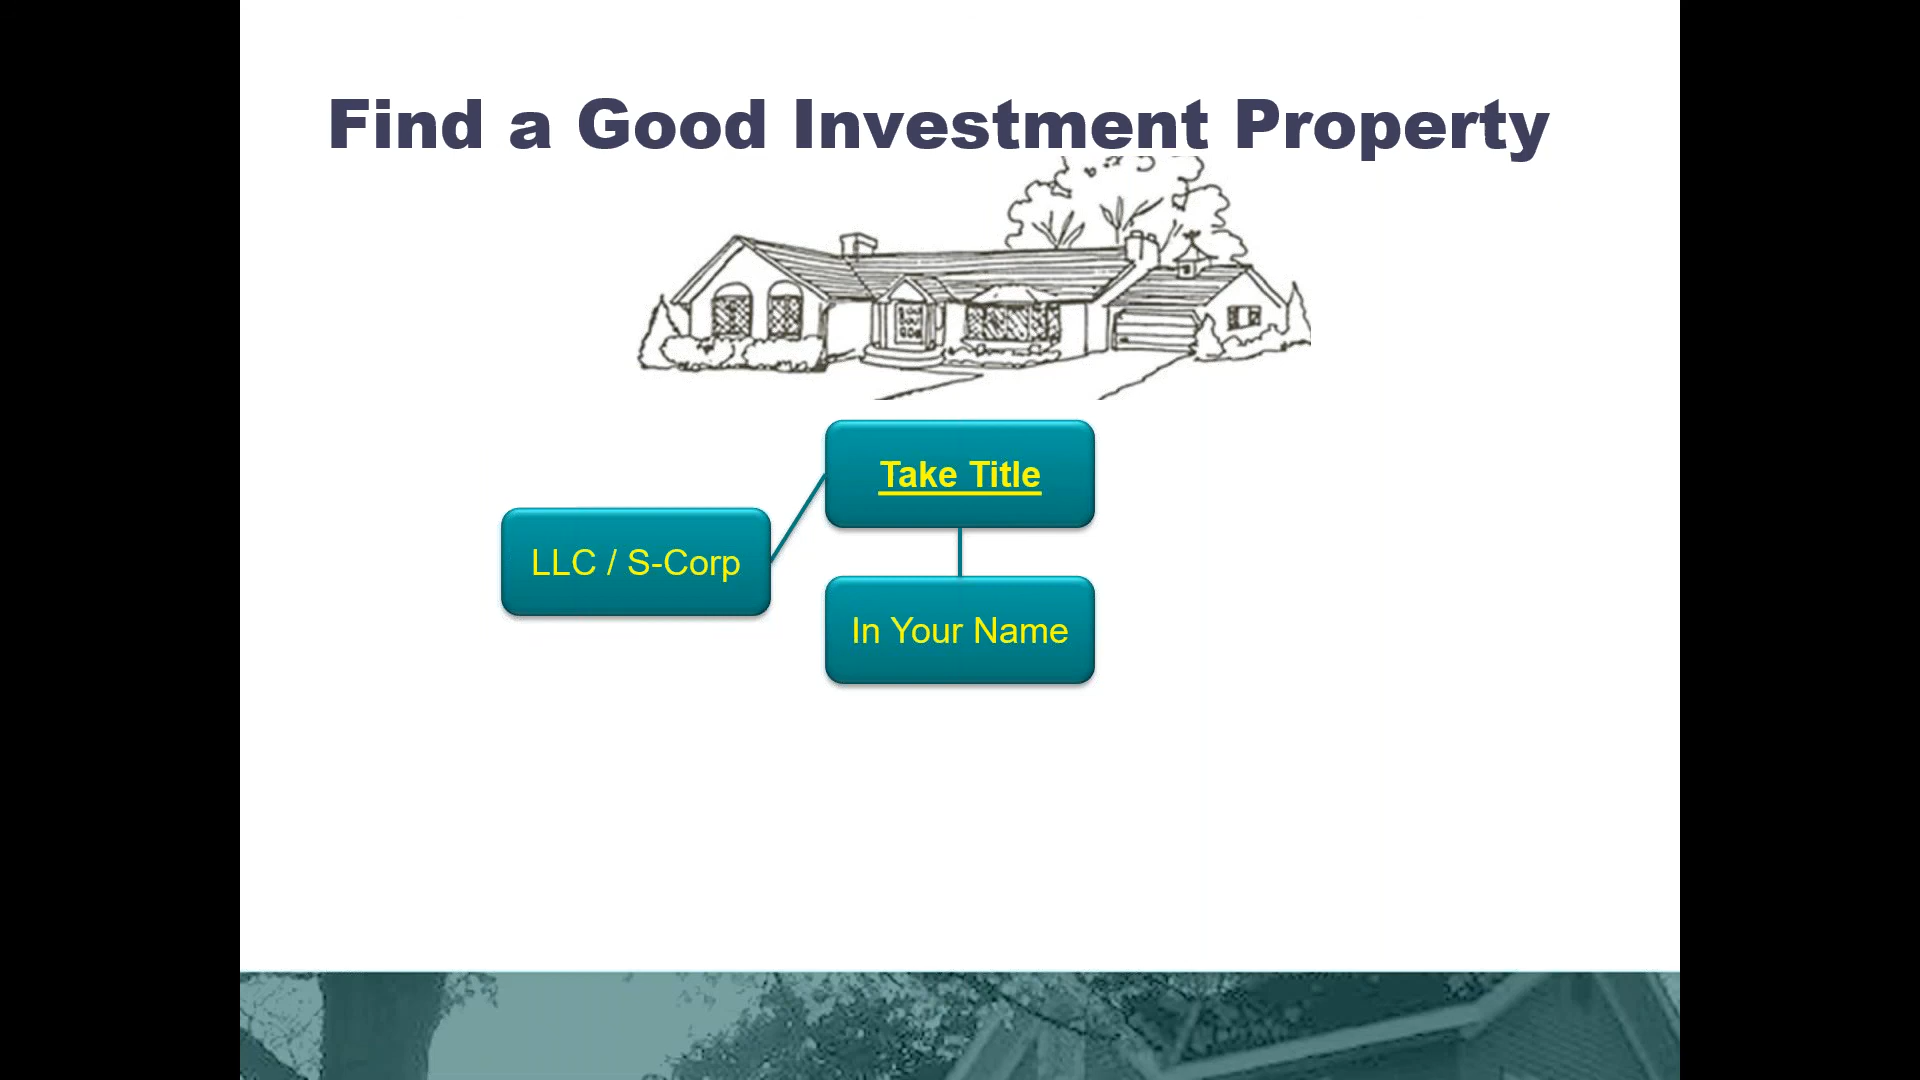 Find a Good Investment Property
Take Title
LLC / S-Corp
In Your Name